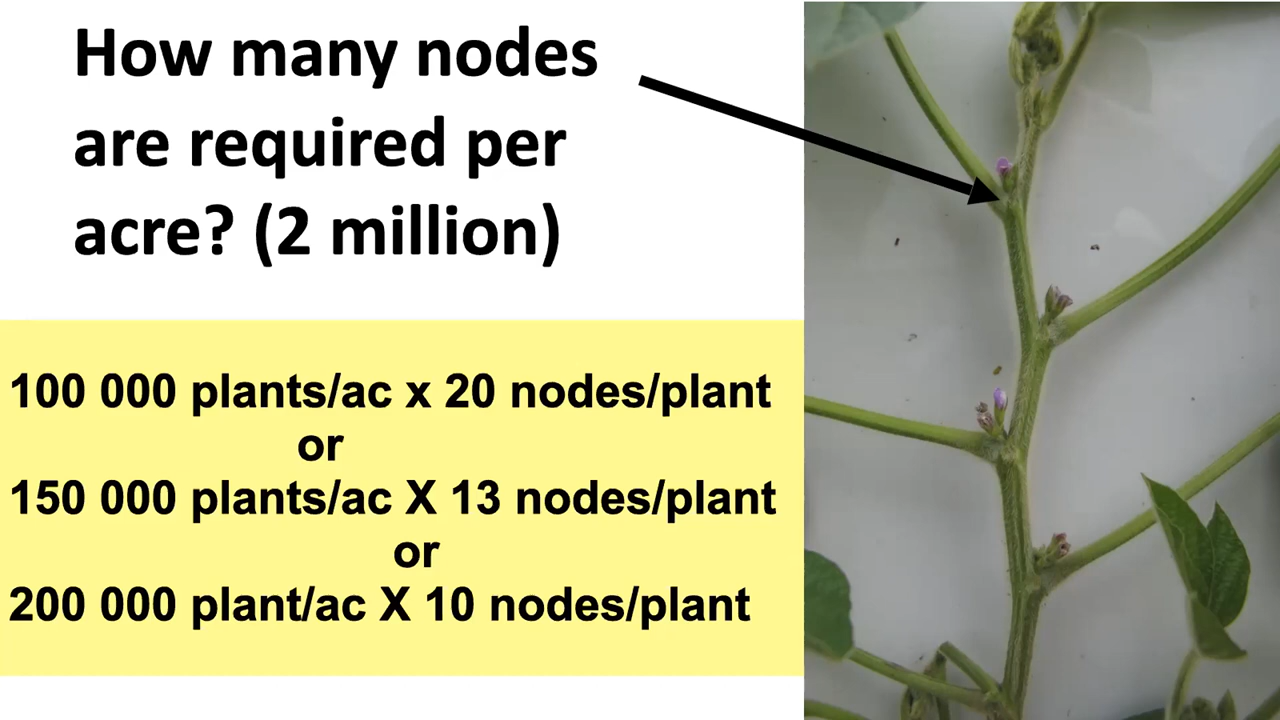 How many nodes
are required per
acre? (2 million)
100 000 plants/ac x 20 nodes/plant
or
150 000 plants/ac X 13 nodes/plant
or
200 000 plant/ac X 10 nodes/plant